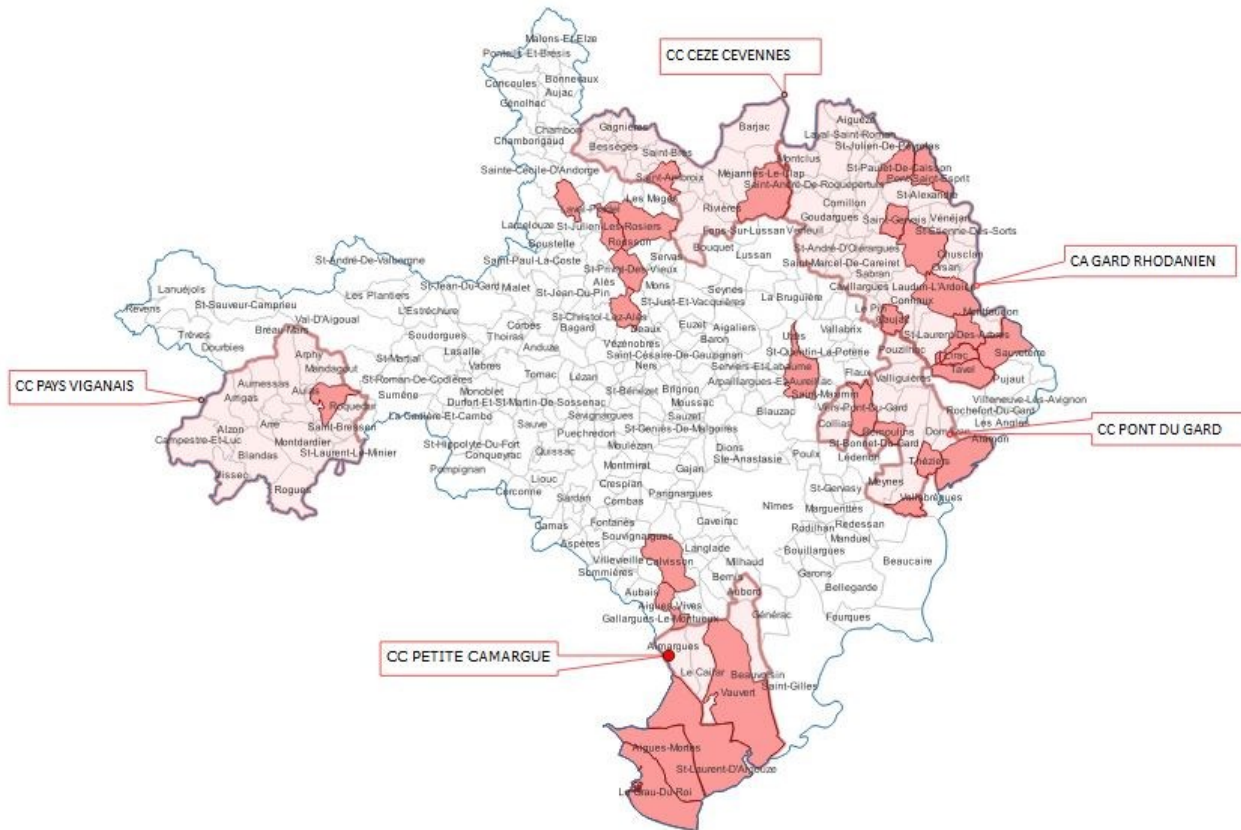 Malons-Et-Elze
Ponteils-Et-Brésis
CC CEZE CEVENNES
Concoules
Bonnevaux
Aujac
Génolhac
Chambon
Chamborigaud
Gagnières
Bessèges
Barjac
Aiguèze
Laval-Saint-Roman
St-Julien-De-Peyrolas
Montclus
St-Paulet-De-Caisson
Pont-Saint-Esprit
Sainte-Cécile-D'Andorge
Saint-Ambroix
Méjannes-Le-Clap
Saint-André-De-Roquepertuis
St-Alexandre
Les Mages
Rivières
Cornillon
Goudargues
Saint-Gervais
Vénéjan
St-Etienne-Des-Sorts
Lamelouze
St-Julien-Les-Rosiers
Rousson
Fons-Sur-Lussan
Verfeuil
Soustelle
Servas
Bouquet
Lussan
St-André-D'Olérargues
Saint-Marcel-De-Careiret
Sabran
Chusclan
Orsan
CA GARD RHODANIEN
St-André-De-Valborgne
Saint-Paul-La-Coste
St-Privat-Des-Vieux
Alès
Mons
Seynes
Cavillargues
Laudun-L'Ardoise
Connaux
Lanuéjols
Revens
St-Sauveur-Camprieu
Les Plantiers
St-Jean-Du-Gard
Mialet
St-Jean-Du-Pin
St-Just-Et-Vacquières
La Bruguière
Le Pin
Montfaucon
Val-D'Aigoual
L'Estréchure
St-Christol-Lez-Alès
Trèves
Dourbies
Bréau-Mars
Soudorgues
Corbès
Thoiras
Bagard
Deaux
Vézénobres
Euzet
Aigaliers
Baron
Uzès
Vallabrix
St-Laurent-Des-Arbres
Arphy
Mandagout
St-Martial
Lasalle
Anduze
Saint-Césaire-De-Gauzignan
St-Quentin-La-Poterie
Pouzilhac
Lirac
Sauveterre
CC PAYS VIGANAIS
Aumessas
Arrigas
Aulas
St-Roman-De-Codières
Vabres
Tornac
Lézan
Ners
Serviers-Et-Labaume
Flaux
Valliguières
Tavel
Pujaut
Roquedur
Sumène
Monoblet
Durfort-Et-St-Martin-De-Sossenac
St-Bénézet
Brignon
Arpaillargues-Et-Aureillac
Villeneuve-Lès-Avignon
Alzon
Arre
Saint-Bresson
La Cadière-Et-Cambo
Savignargues
Moussac
Sauzet
Blauzac
Vers-Pont-Du-Gard
Rochefort-Du-Gard
Les Angles
Campestre-Et-Luc
Montdardier
Sauve
Puechredon
St-Geniès-De-Malgoires
Collias
Remoulins
CC PONT DU GARD
Blandas
St-Laurent-Le-Minier
St-Hippolyte-Du-Fort
Conqueyrac
Quissac
Moulézan
Dions
St-Bonnet-Du-Gard
Aramon
Vissec
Rogues
Pompignan
Montmirat
Gajan
Ste-Anastasie
Poulx
Lédenon
Théziers
Liouc
Corconne
Crespian
Parignargues
St-Gervasy
Meynes
Sardan
Combas
Nîmes
Marguerittes
Vallabrègues
Fontanès
Caveirac
Rodilhan
Redessan
Souvignargues
Manduel
Aspères
Langlade
Bouillargues
Villevieille
Calvisson
Milhaud
Beaucaire
Sommières
Bernis
Garons
Aubais
Aubord
Bellegarde
Aigues-Vives
Gallargues-Le-Montueux
Générac
Fourques
CC PETITE CAMARGUE
Aimargues
Le Cailar
Beauvoisin
Saint-Gilles
Vauvert
Aigues-Mortes
St-Laurent-D'Aigouze
Le Grau-Du-Roi